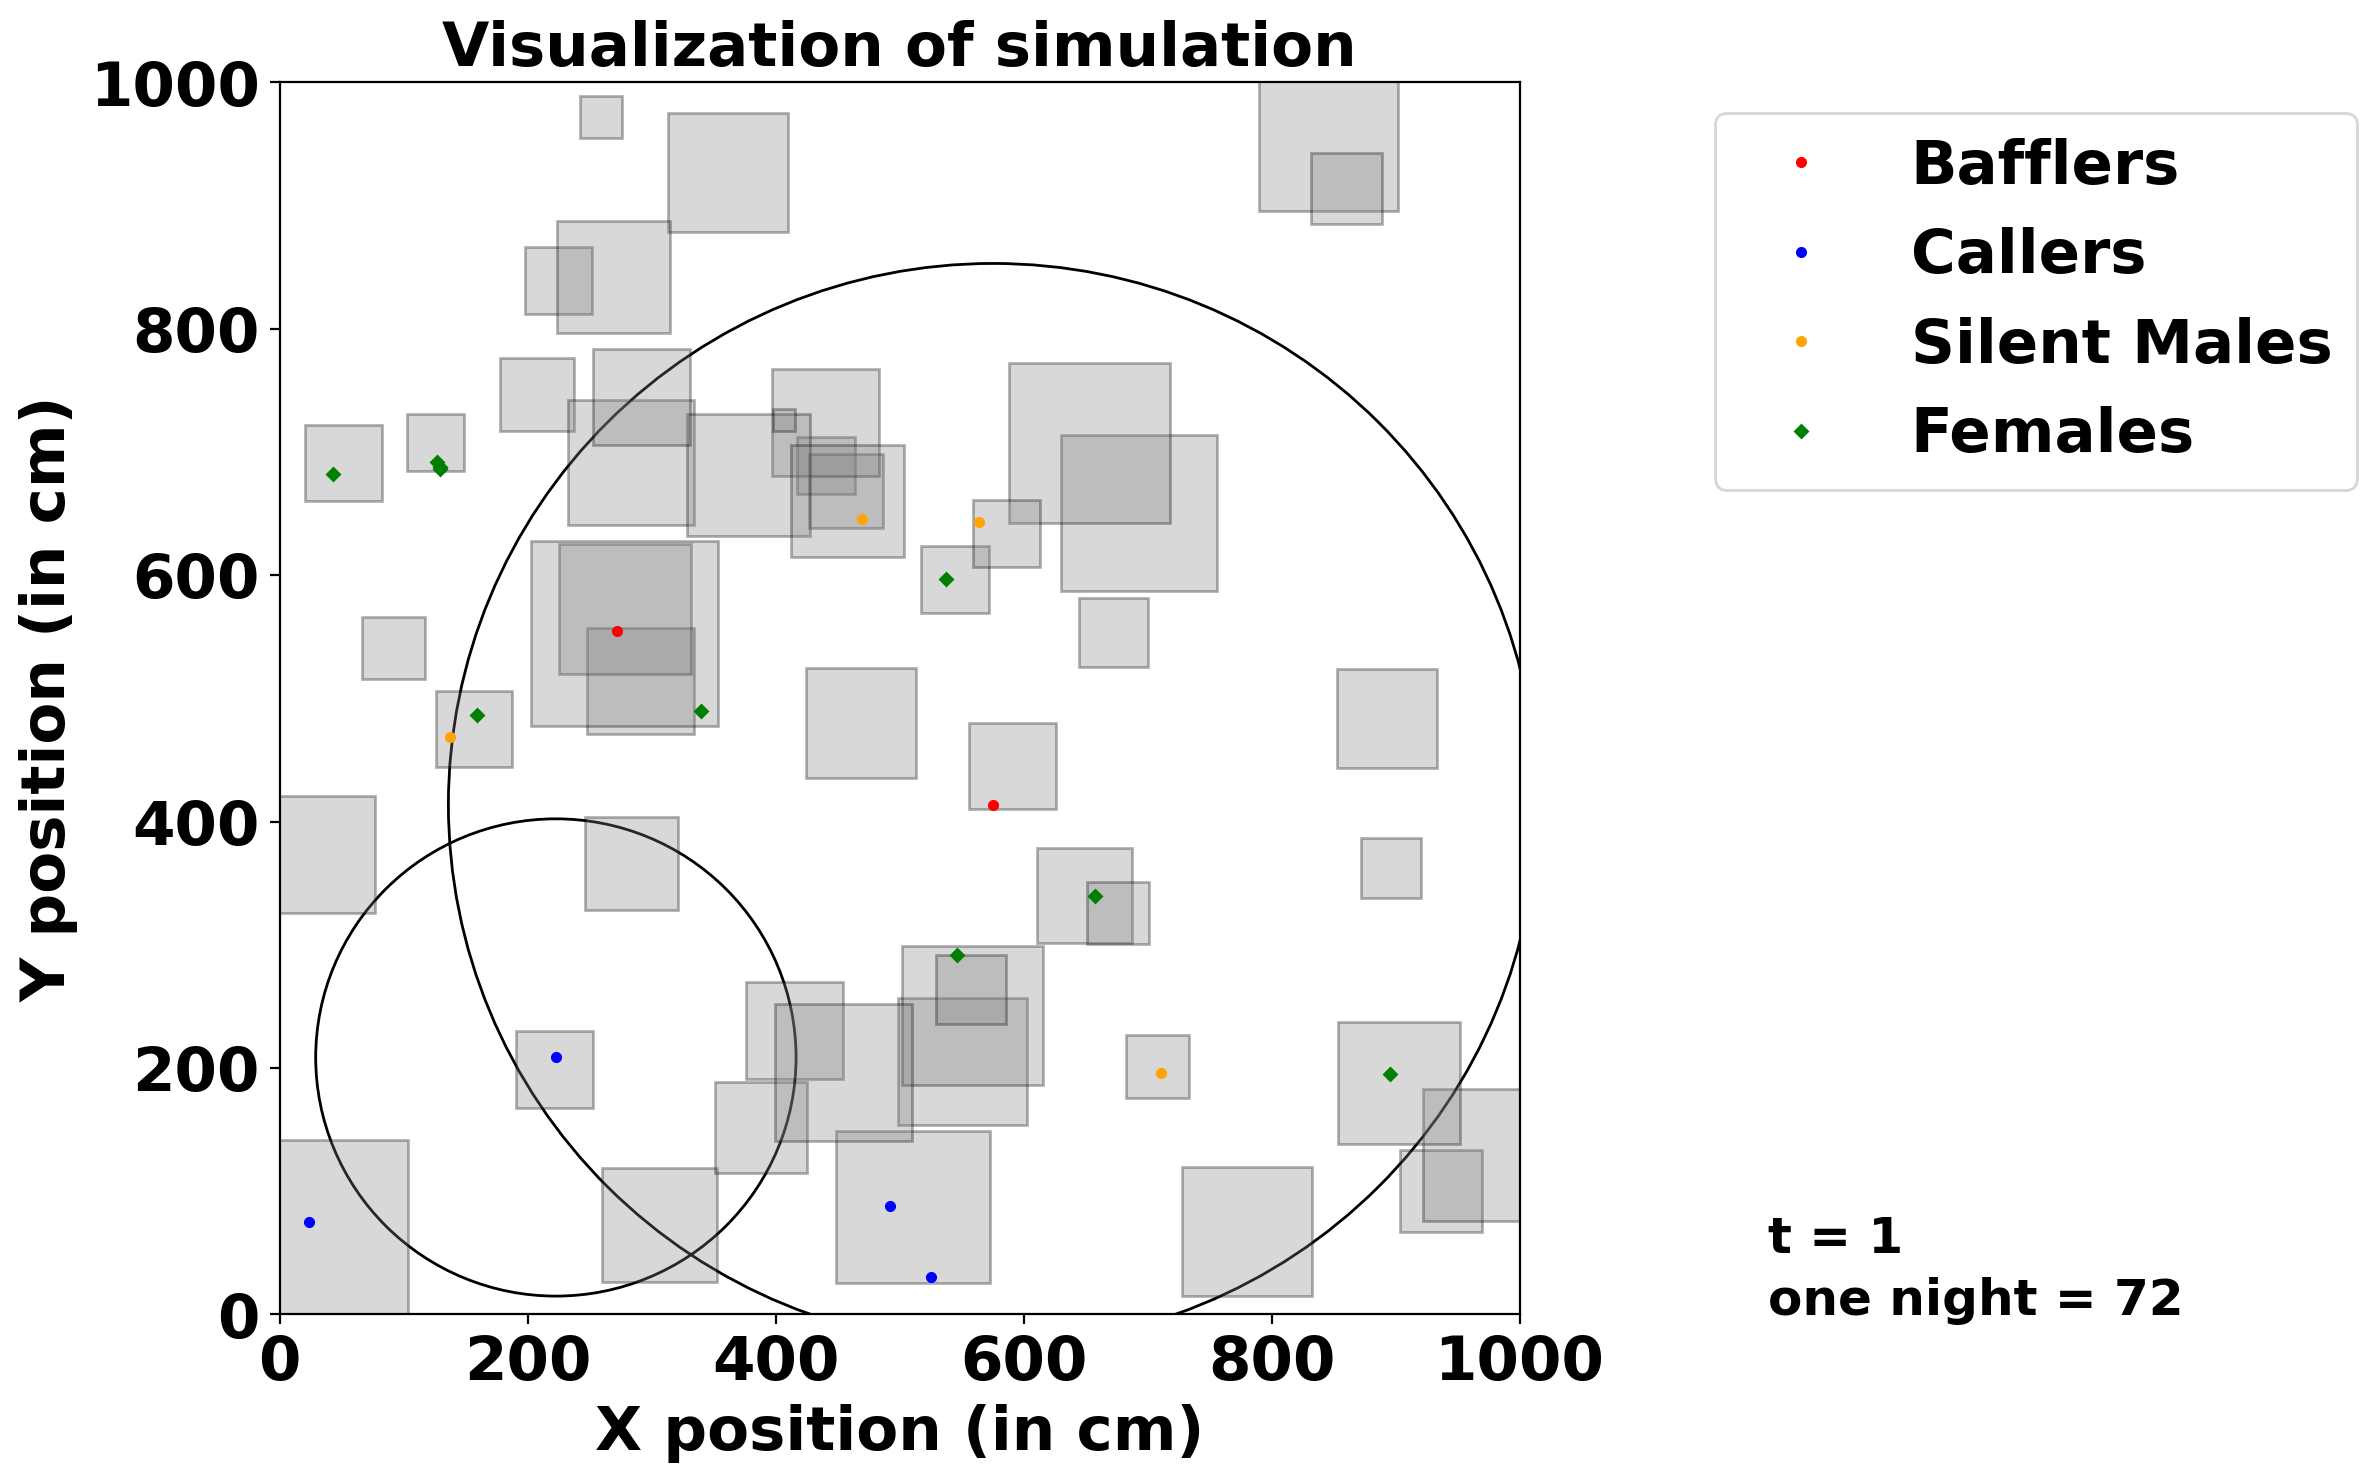 Visualization of simulation
1000
800
600
400
200
0
Y position (in cm)
0 200 400 600 800 1000
X position (in cm)
Bafflers
Callers
Silent Males
Females
t = 1
one night = 72